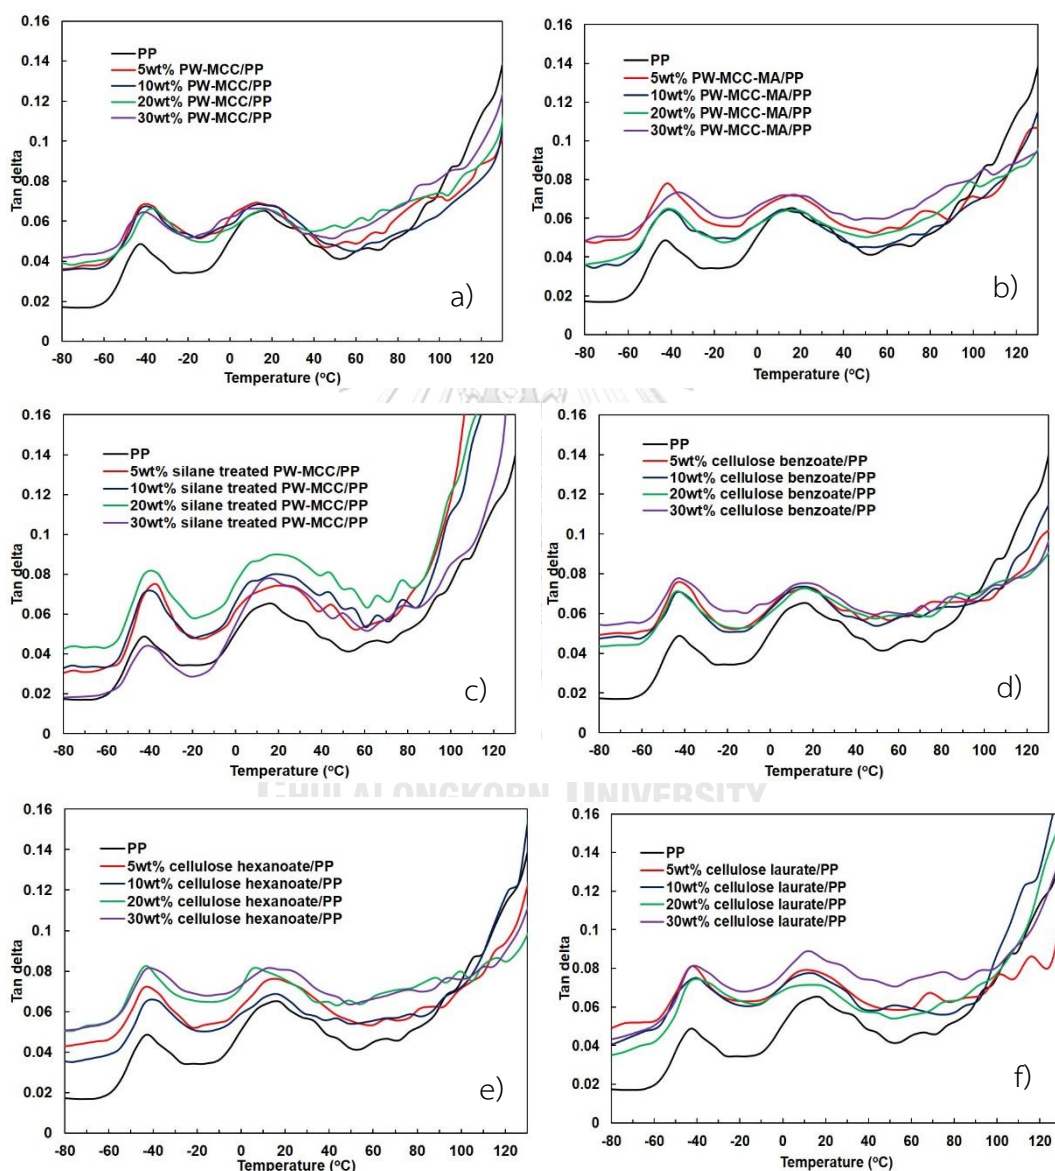 0.16
0.14
0.12
0.1
0.08
0.06
0.04
0.02
0
Tan delta
PP
5wt% PW-MCC/PP
10wt% PW-MCC/PP
20wt% PW-MCC/PP
30wt% PW-MCC/PP
a)
-80 -60 -40 -20 0 20 40 60 80 100 120
Temperature (°C)
0.16
0.14
0.12
0.1
0.08
0.06
0.04
0.02
0
Tan delta
PP
5wt% PW-MCC-MA/PP
10wt% PW-MCC-MA/PP
20wt% PW-MCC-MA/PP
30wt% PW-MCC-MA/PP
b)
-80 -60 -40 -20 0 20 40 60 80 100 120
Temperature (°C)
0.16
0.14
0.12
0.1
0.08
0.06
0.04
0.02
0
Tan delta
PP
5wt% silane treated PW-MCC/PP
10wt% silane treated PW-MCC/PP
20wt% silane treated PW-MCC/PP
30wt% silane treated PW-MCC/PP
c)
-80 -60 -40 -20 0 20 40 60 80 100 120
Temperature (°C)
0.16
0.14
0.12
0.1
0.08
0.06
0.04
0.02
0
Tan delta
PP
5wt% cellulose benzoate/PP
10wt% cellulose benzoate/PP
20wt% cellulose benzoate/PP
30wt% cellulose benzoate/PP
d)
-80 -60 -40 -20 0 20 40 60 80 100 120
Temperature (°C)
CHULALONGKORN UNIVERSITY
0.16
0.14
0.12
0.1
0.08
0.06
0.04
0.02
0
Tan delta
PP
5wt% cellulose hexanoate/PP
10wt% cellulose hexanoate/PP
20wt% cellulose hexanoate/PP
30wt% cellulose hexanoate/PP
e)
-80 -60 -40 -20 0 20 40 60 80 100 120
Temperature (°C)
0.16
0.14
0.12
0.1
0.08
0.06
0.04
0.02
0
Tan delta
PP
5wt% cellulose laurate/PP
10wt% cellulose laurate/PP
20wt% cellulose laurate/PP
30wt% cellulose laurate/PP
f)
-80 -60 -40 -20 0 20 40 60 80 100 120
Temperature (°C)